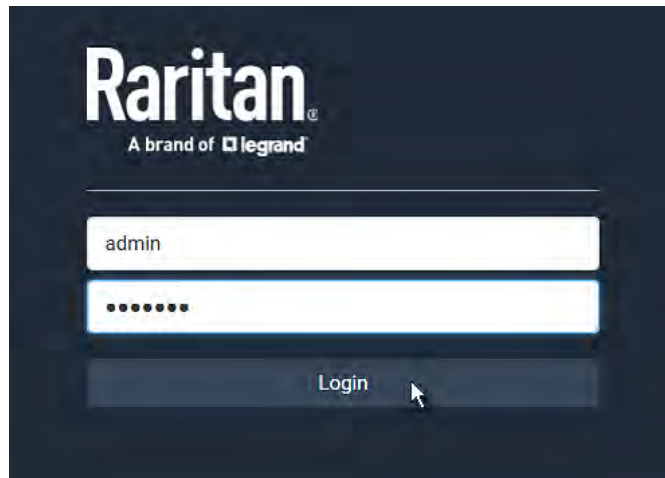 Raritan®
A brand of legrand®
admin
•••••••
Login